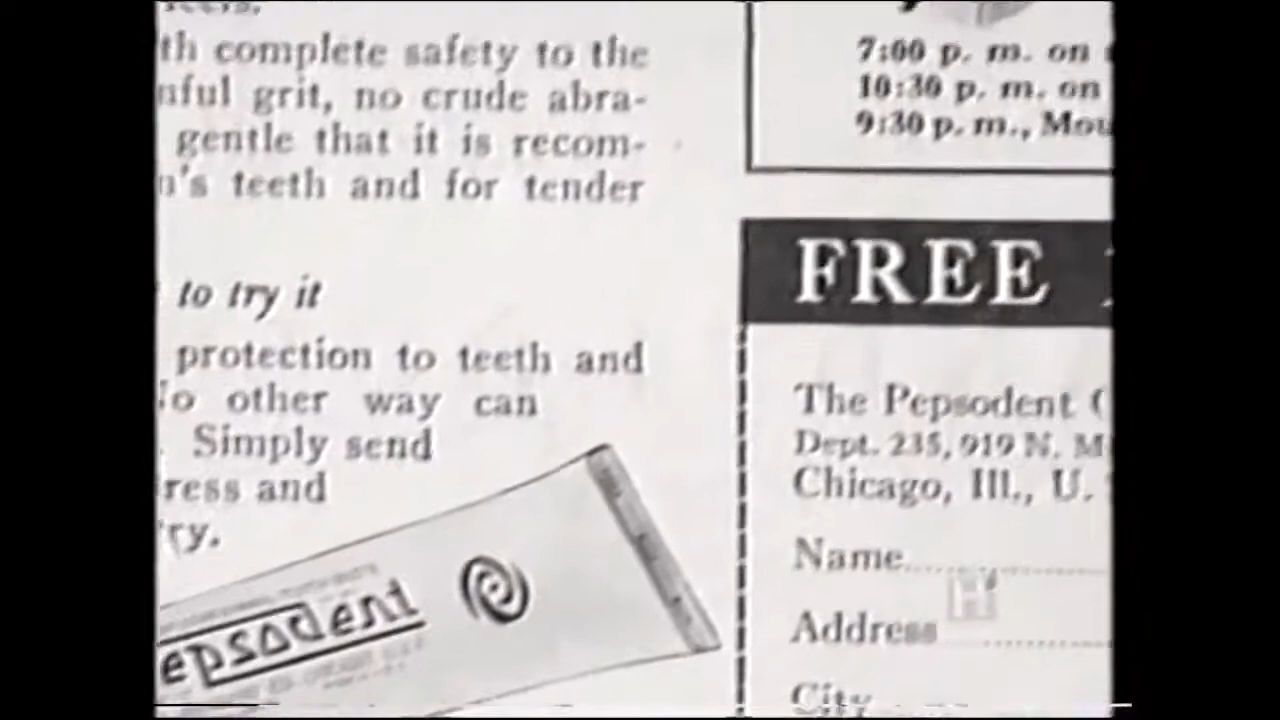 th complete safety to the
nful grit, no crude abra-
gentle that it is recom-
n's teeth and for tender
to try it
protection to teeth and
No other way can
Simply send
ress and
ry.
epsodent
7:00 p. m. on
10:30 p. m. on
9:30 p. m., Mou
FREE
The Pepsodent C
Dept. 235, 919 N. M
Chicago, Ill., U.
Name
Address
City
H